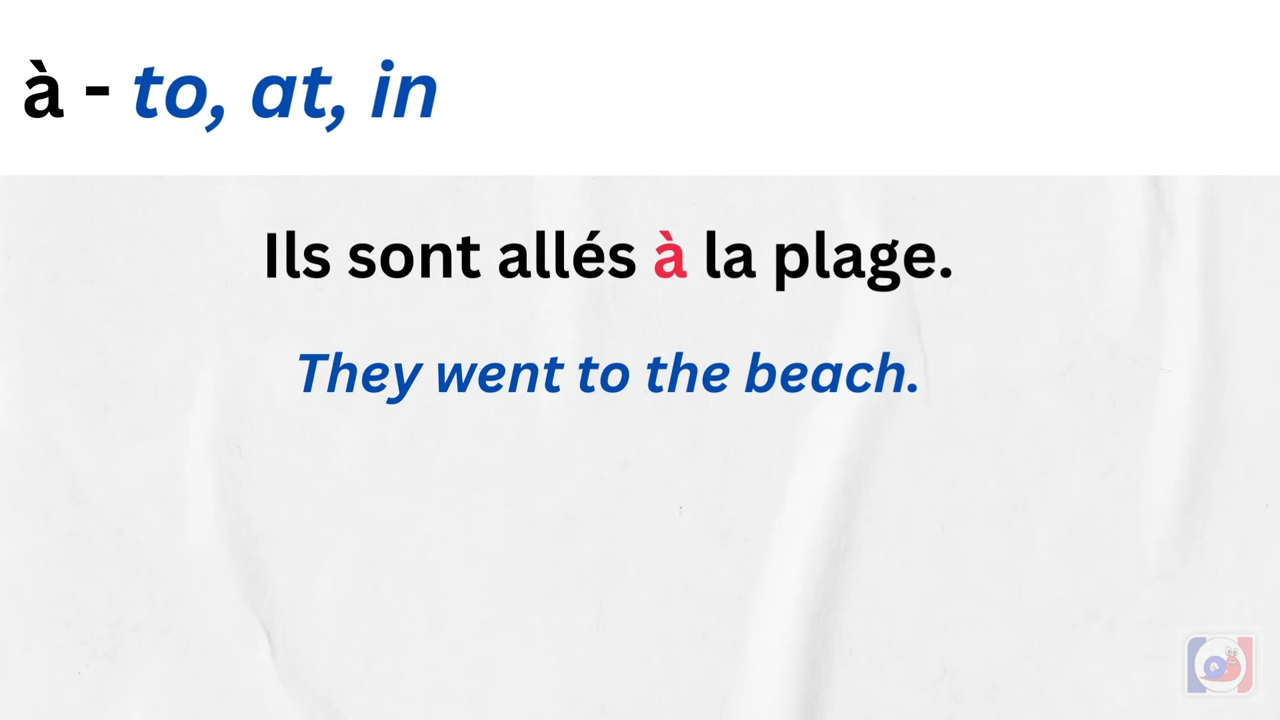 à - to, at, in
Ils sont allés à la plage.
They went to the beach.